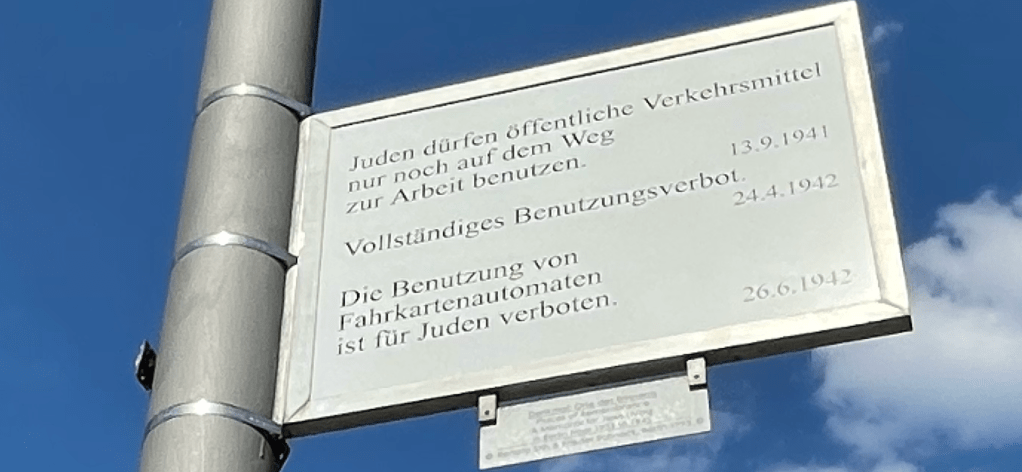 Juden dürfen öffentliche Verkehrsmittel
nur noch auf dem Weg
zur Arbeit benutzen.
13.9.1941
Vollständiges Benutzungsverbot.
24.4.1942
Die Benutzung von
Fahrkartenautomaten
ist für Juden verboten.
26.6.1942